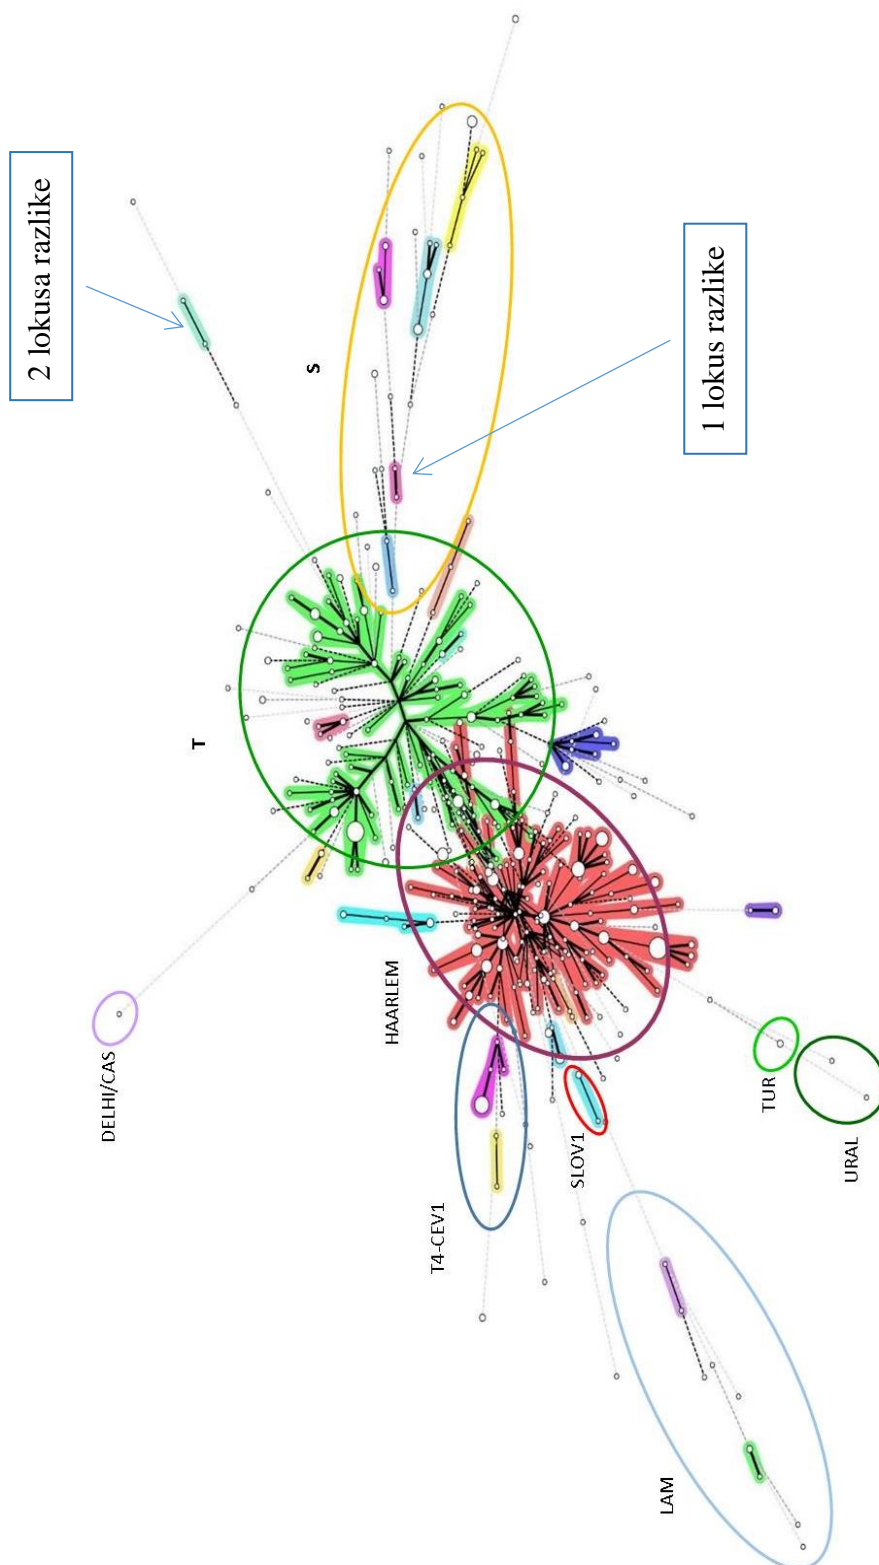 2 lokusa razlike
S
1 lokus razlike
T
HAARLEM
DELHI/CAS
T4-CEV1
SLOV1
TUR
URAL
LAM